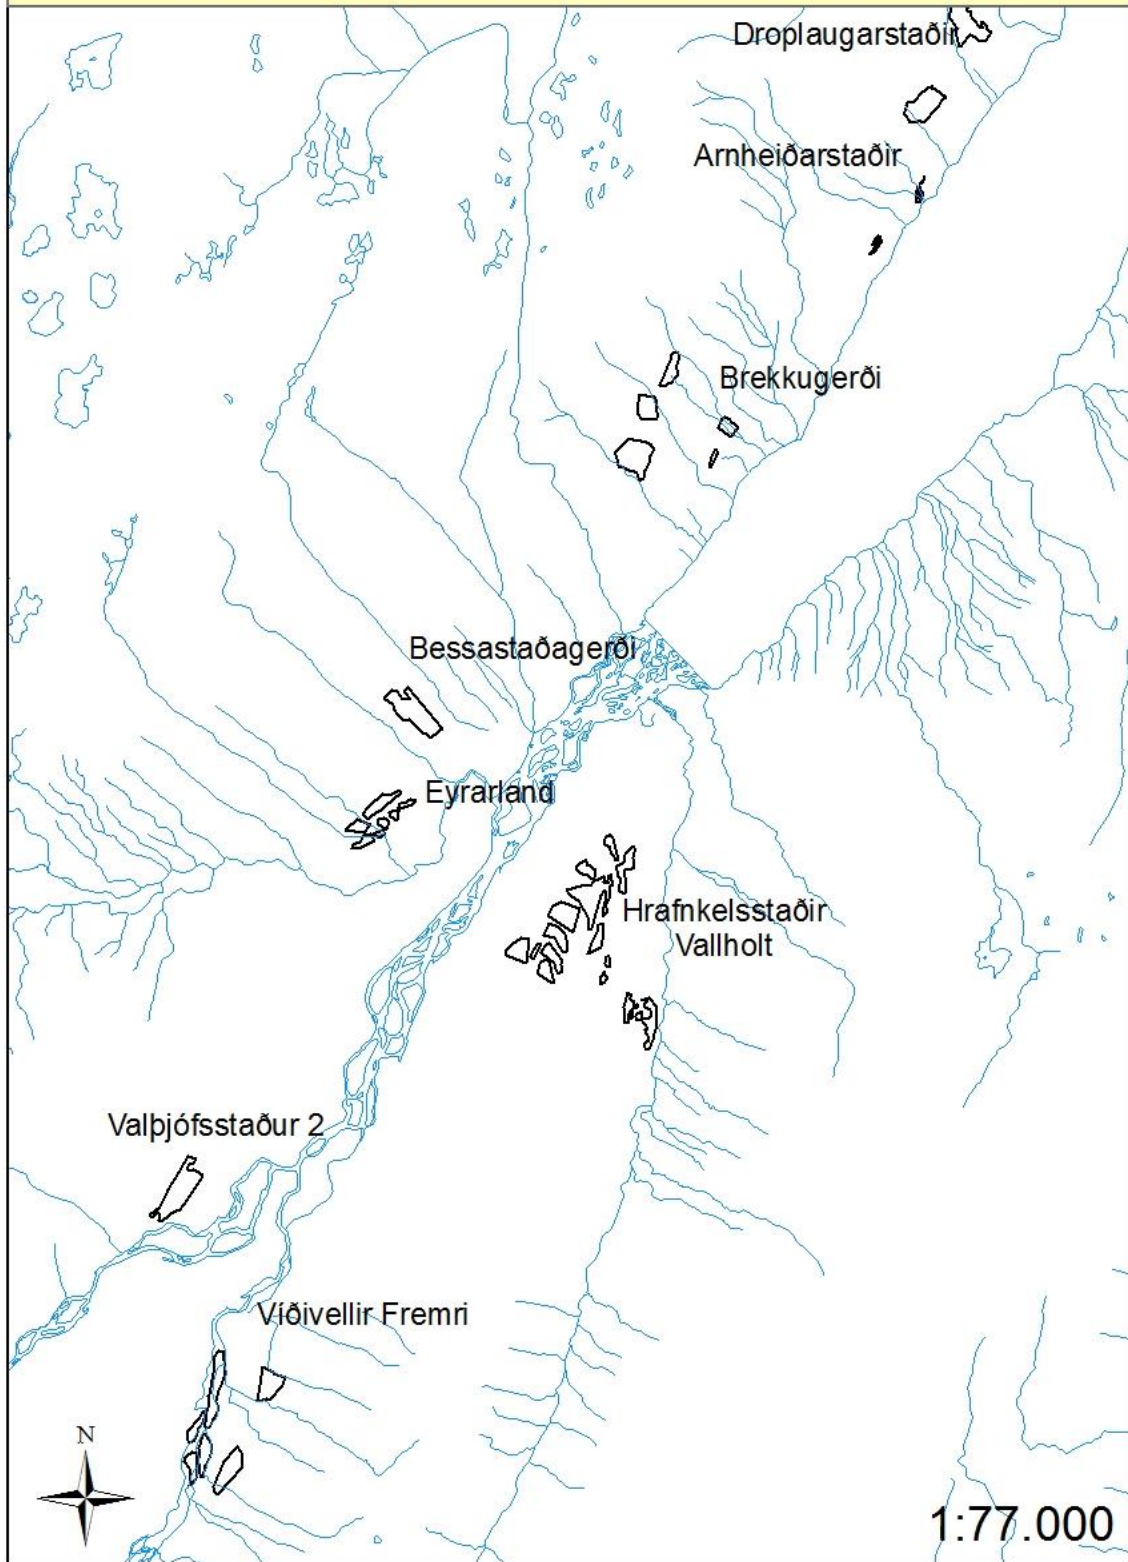 Droplaugarstaðir
Arnheiðarstaðir
Brekkugerði
Bessastaðagerði
Eyrarland
Hrafnkelsstaðir
Vallholt
Valþjófsstaður 2
Víðivellir Fremri
N
1:77.000